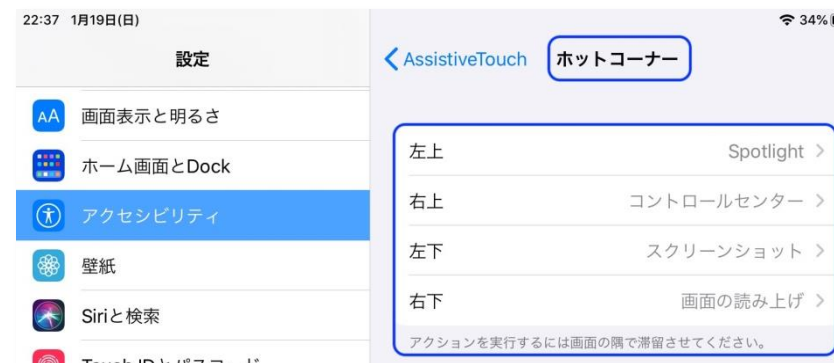 22:37 1月19日(日)
34%
設定
AssistiveTouch
ホットコーナー
AA
画面表示と明るさ
ホーム画面とDock
アクセシビリティ
壁紙
Siriと検索
左上 Spotlight
右上 コントロールセンター
左下 スクリーンショット
右下 画面の読み上げ
アクションを実行するには画面の隅で滞留させてください。